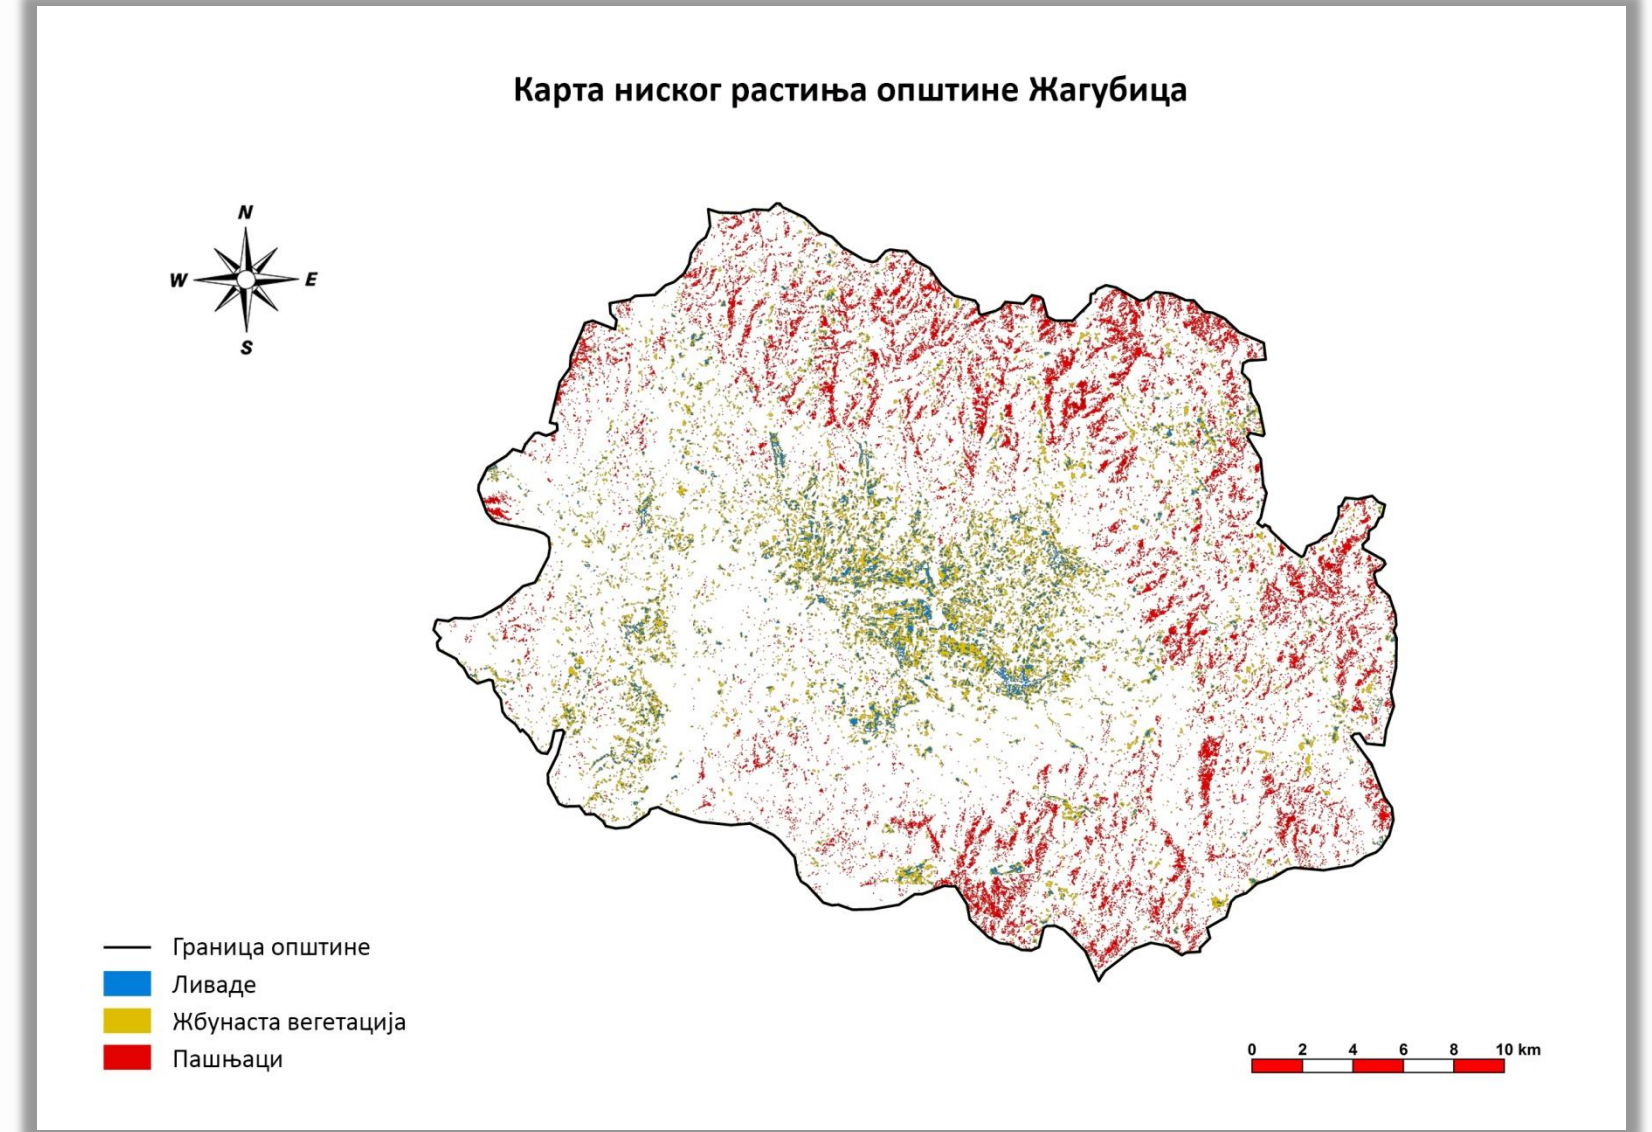 Карта ниског растиња општине Жагубица
N
W E
S
Граница општине
Ливаде
Жбунаста вегетација
Пашњаци
0 2 4 6 8 10 km